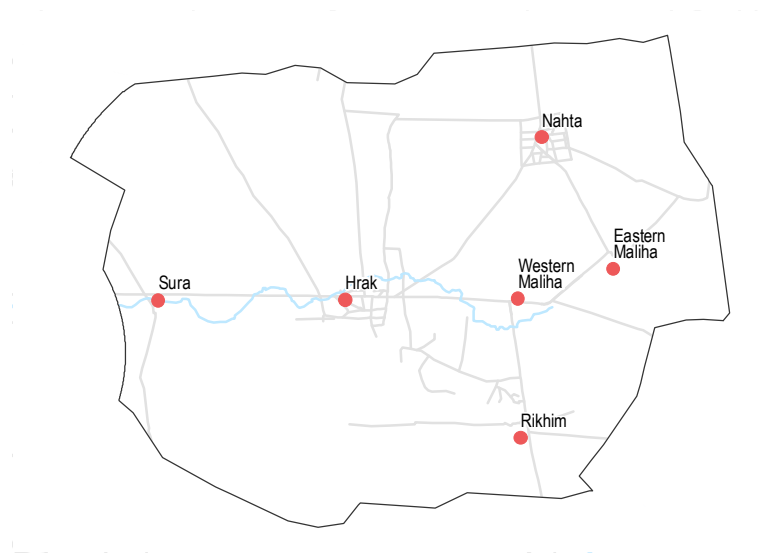 Nahta
Eastern
Maliha
Western
Maliha
Sura
Hrak
Rikhim